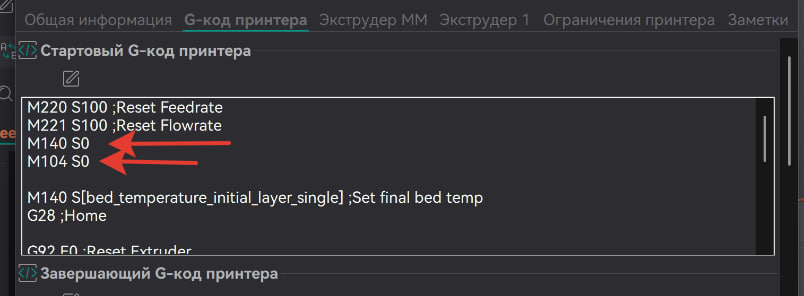 Общая информация G-код принтера Экструдер ММ Экструдер 1 Ограничения принтера Заметки
Стартовый G-код принтера
M220 S100 ;Reset Feedrate
M221 S100 ;Reset Flowrate
M140 S0
M104 S0
M140 S[bed_temperature_initial_layer_single] ;Set final bed temp
G28 ;Home
G92 E0 ;Reset Extruder
Завершающий G-код принтера